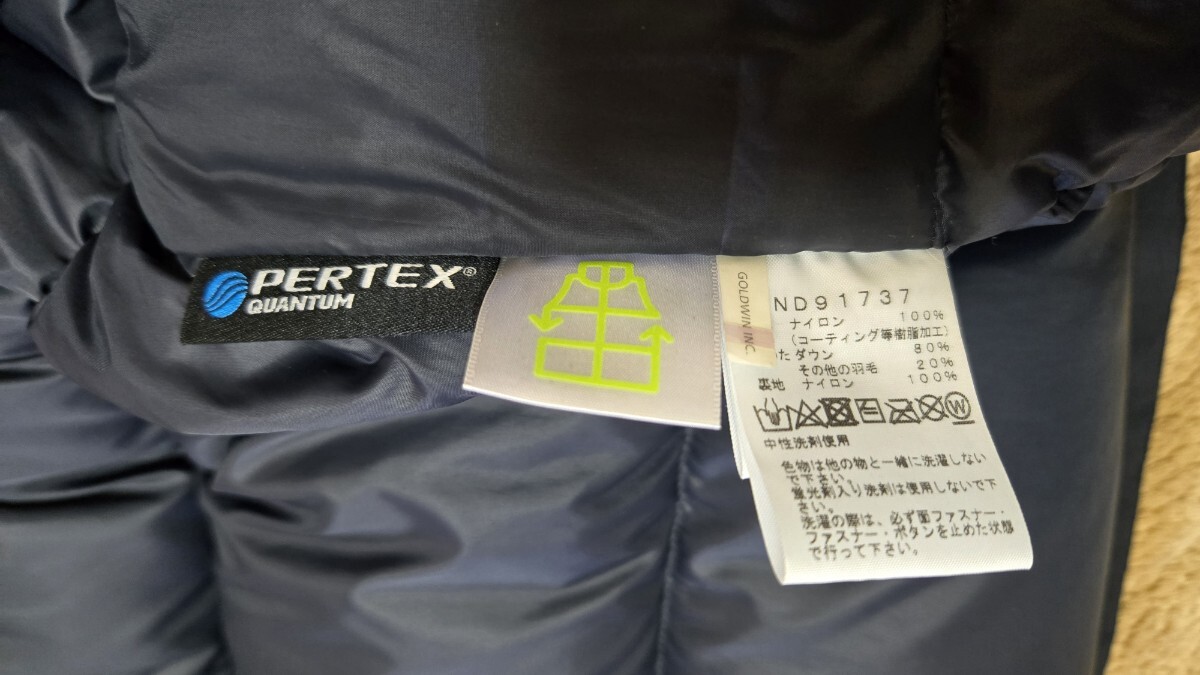 PERTEX®
QUANTUM
GOLDWIN INC.
ND91737
ナイロン 100%
(コーティング等樹脂加工)
た ダウン 80%
その他の羽毛 20%
裏地 ナイロン 100%
W
中性洗剤使用
色物は他の物と一緒に洗濯しない
で下さい。
蛍光剤入り洗剤は使用しないで下
さい。
洗濯の際は、必ず面ファスナー・
ファスナー・ボタンを止めた状態
で行って下さい。